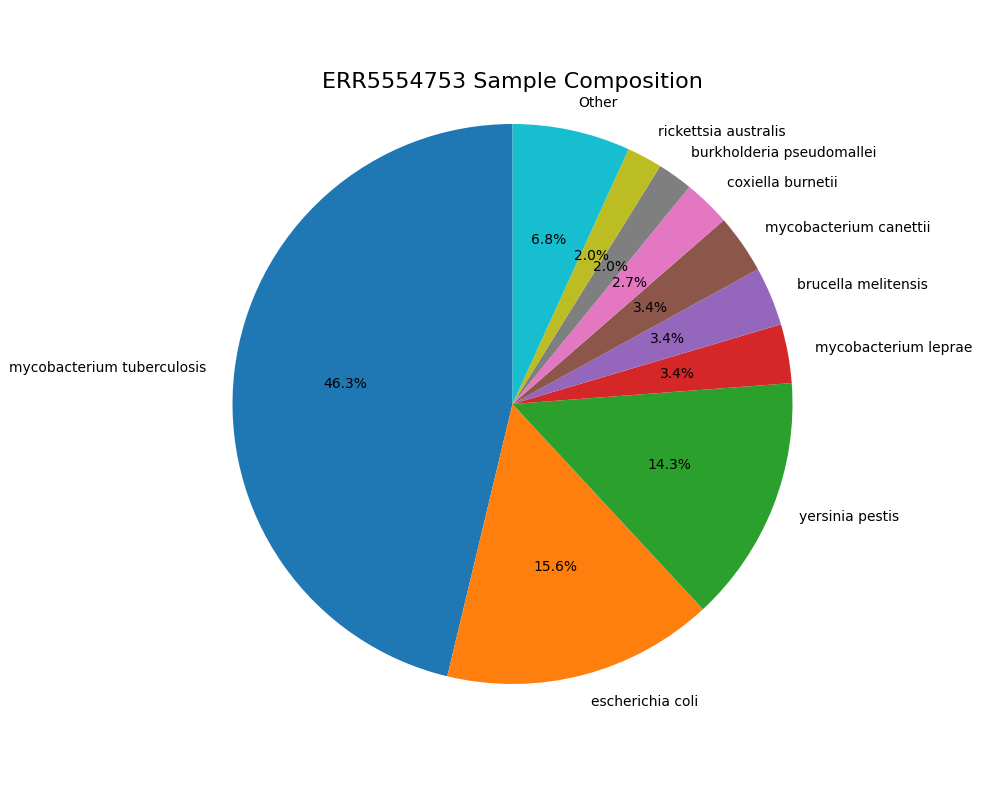 ERR5554753 Sample Composition
Other
rickettsia australis
burkholderia pseudomallei
coxiella burnetii
mycobacterium canettii
brucella melitensis
mycobacterium leprae
mycobacterium tuberculosis
yersinia pestis
escherichia coli
6.8%
2.0%
2.0%
2.7%
3.4%
3.4%
3.4%
46.3%
14.3%
15.6%